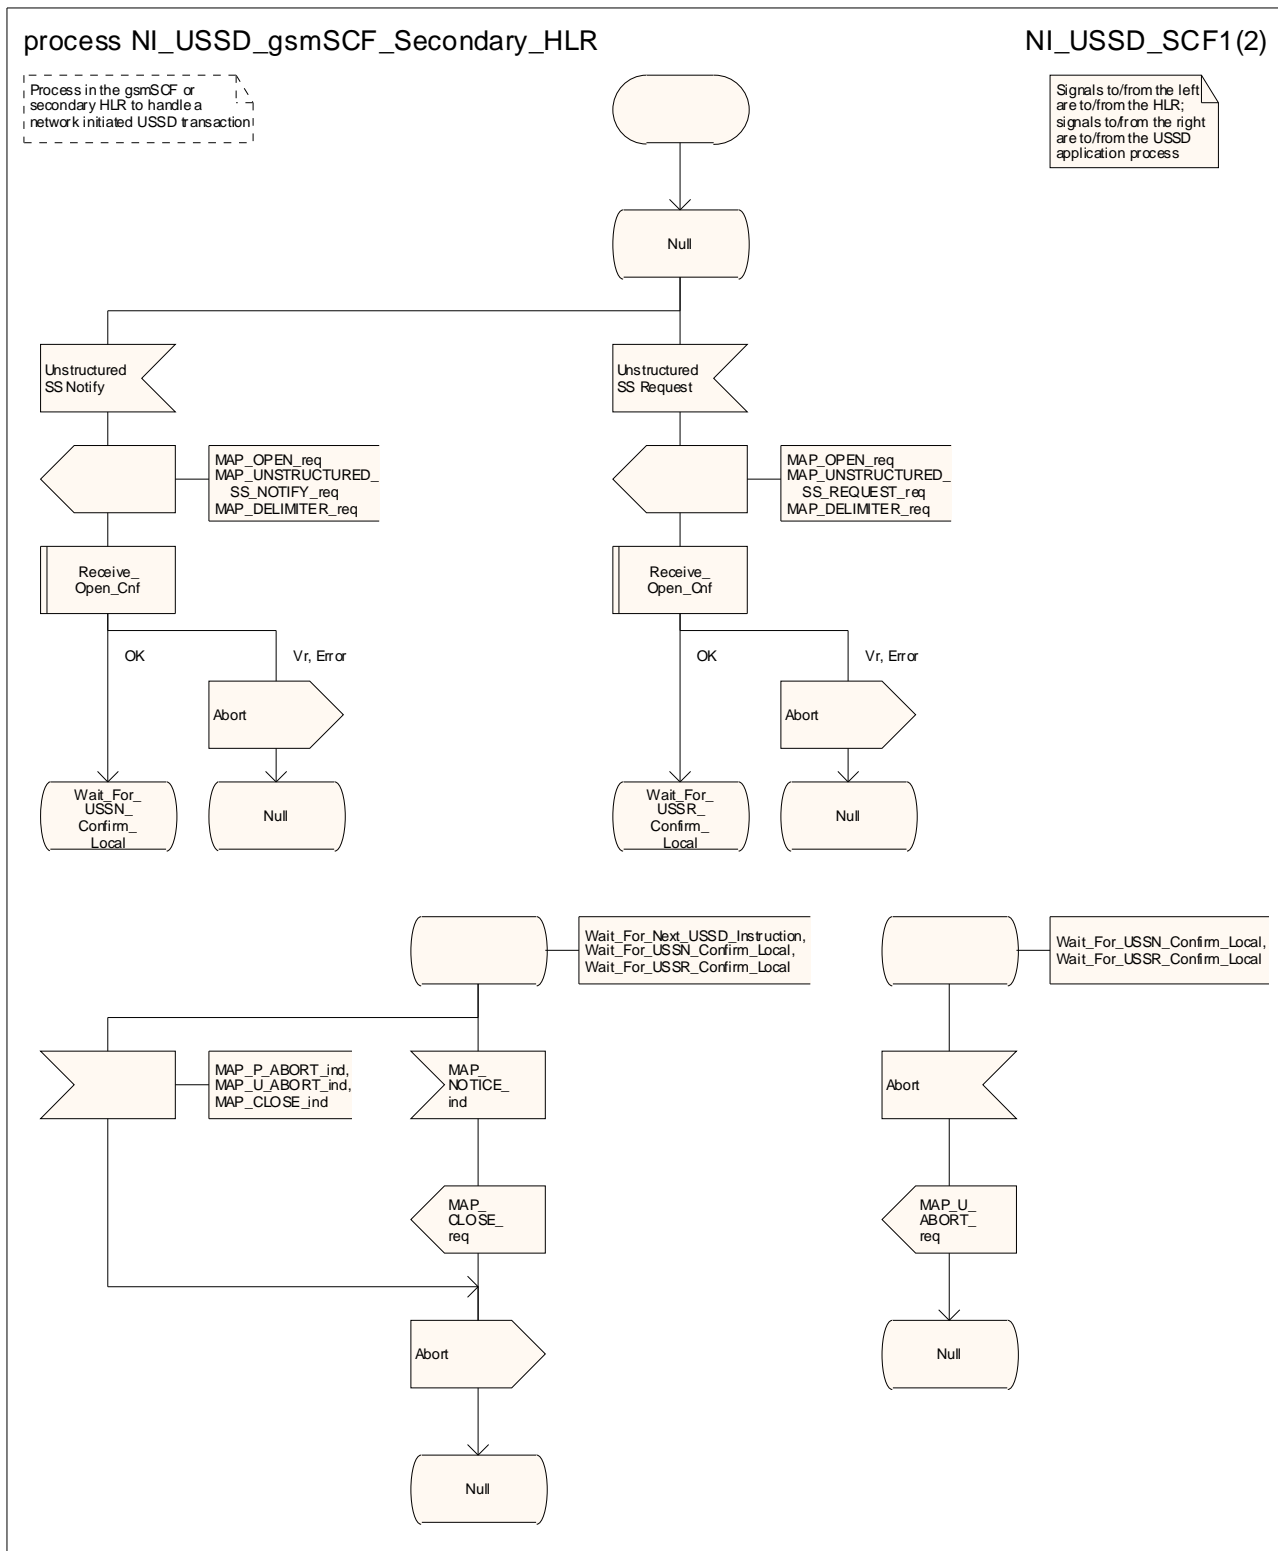 process NI_USSD_gsmSCF_Secondary_HLR
NI_USSD_SCF1(2)
Process in the gsmSCF or
secondary HLR to handle a
network initiated USSD transaction
Signals to/from the left
are to/from the HLR;
signals to/from the right
are to/from the USSD
application process
Null
Unstructured
SS Notify
Unstructured
SS Request
MAP_OPEN_req
MAP_UNSTRUCTURED_
SS_NOTIFY_req
MAP_DELIMITER_req
MAP_OPEN_req
MAP_UNSTRUCTURED_
SS_REQUEST_req
MAP_DELIMITER_req
Receive_
Open_Cnf
Receive_
Open_Cnf
OK
Vr, Error
OK
Vr, Error
Abort
Abort
Wait_For_
USSN_
Confirm_
Local
Null
Wait_For_
USSR_
Confirm_
Local
Null
Wait_For_Next_USSD_Instruction,
Wait_For_USSN_Confirm_Local,
Wait_For_USSR_Confirm_Local
Wait_For_USSN_Confirm_Local,
Wait_For_USSR_Confirm_Local
MAP_P_ABORT_ind,
MAP_U_ABORT_ind,
MAP_CLOSE_ind
MAP_
NOTICE_
ind
Abort
MAP_
CLOSE_
req
MAP_U_
ABORT_
req
Abort
Null
Null